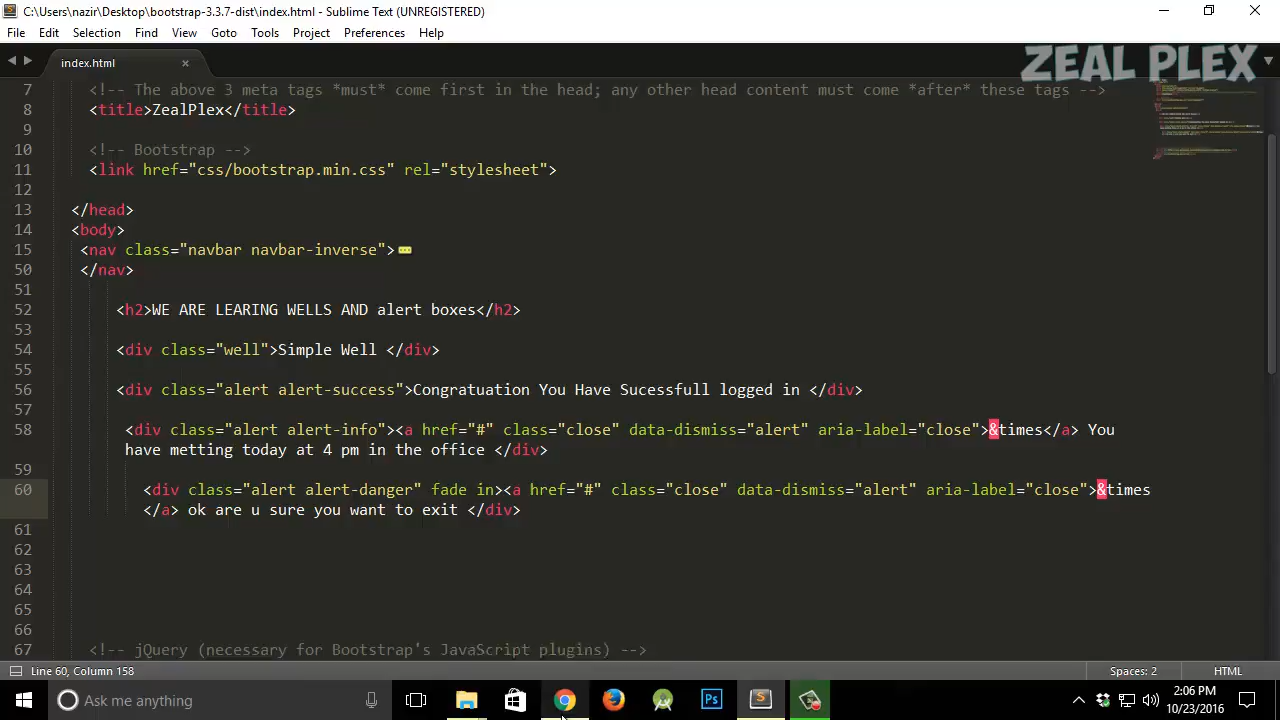 C:\Users\nazir\Desktop\bootstrap-3.3.7-dist\index.html - Sublime Text (UNREGISTERED)
File Edit Selection Find View Goto Tools Project Preferences Help
index.html
ZEAL PLEX
7 <!-- The above 3 meta tags *must* come first in the head; any other head content must come *after* these tags -->
8 <title>ZealPlex</title>
9
10 <!-- Bootstrap -->
11 <link href="css/bootstrap.min.css" rel="stylesheet">
12
13 </head>
14 <body>
15 <nav class="navbar navbar-inverse">
50 </nav>
51
52 <h2>WE ARE LEARING WELLS AND alert boxes</h2>
53
54 <div class="well">Simple Well </div>
55
56 <div class="alert alert-success">Congratuation You Have Sucessfull logged in </div>
57
58 <div class="alert alert-info"><a href="#" class="close" data-dismiss="alert" aria-label="close">&times</a> You
have metting today at 4 pm in the office </div>
59
60 <div class="alert alert-danger" fade in><a href="#" class="close" data-dismiss="alert" aria-label="close">&times
</a> ok are u sure you want to exit </div>
61
62
63
64
65
66
67 <!-- jQuery (necessary for Bootstrap's JavaScript plugins) -->
Line 60, Column 158 Spaces: 2 HTML
Ask me anything
Ps
2:06 PM
10/23/2016